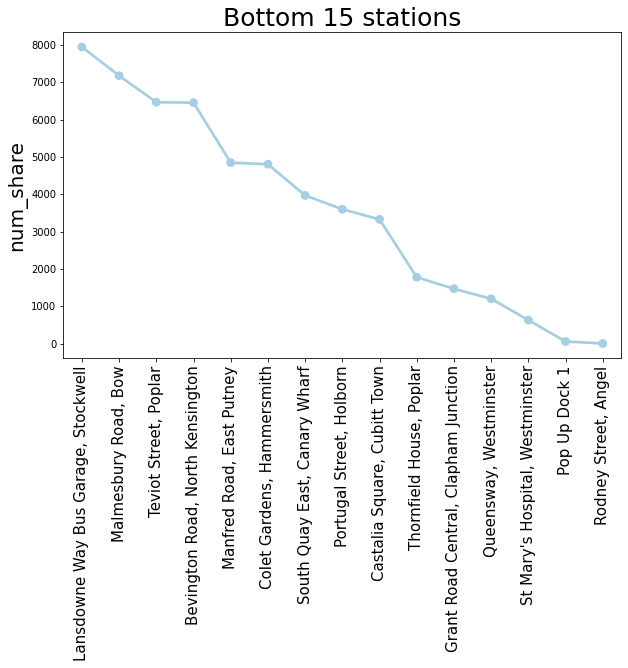 Bottom 15 stations
num_share
8000
7000
6000
5000
4000
3000
2000
1000
0
Lansdowne Way Bus Garage, Stockwell
Malmesbury Road, Bow
Teviot Street, Poplar
Bevington Road, North Kensington
Manfred Road, East Putney
Colet Gardens, Hammersmith
South Quay East, Canary Wharf
Portugal Street, Holborn
Castalia Square, Cubitt Town
Thornfield House, Poplar
Grant Road Central, Clapham Junction
Queensway, Westminster
St Mary's Hospital, Westminster
Pop Up Dock 1
Rodney Street, Angel